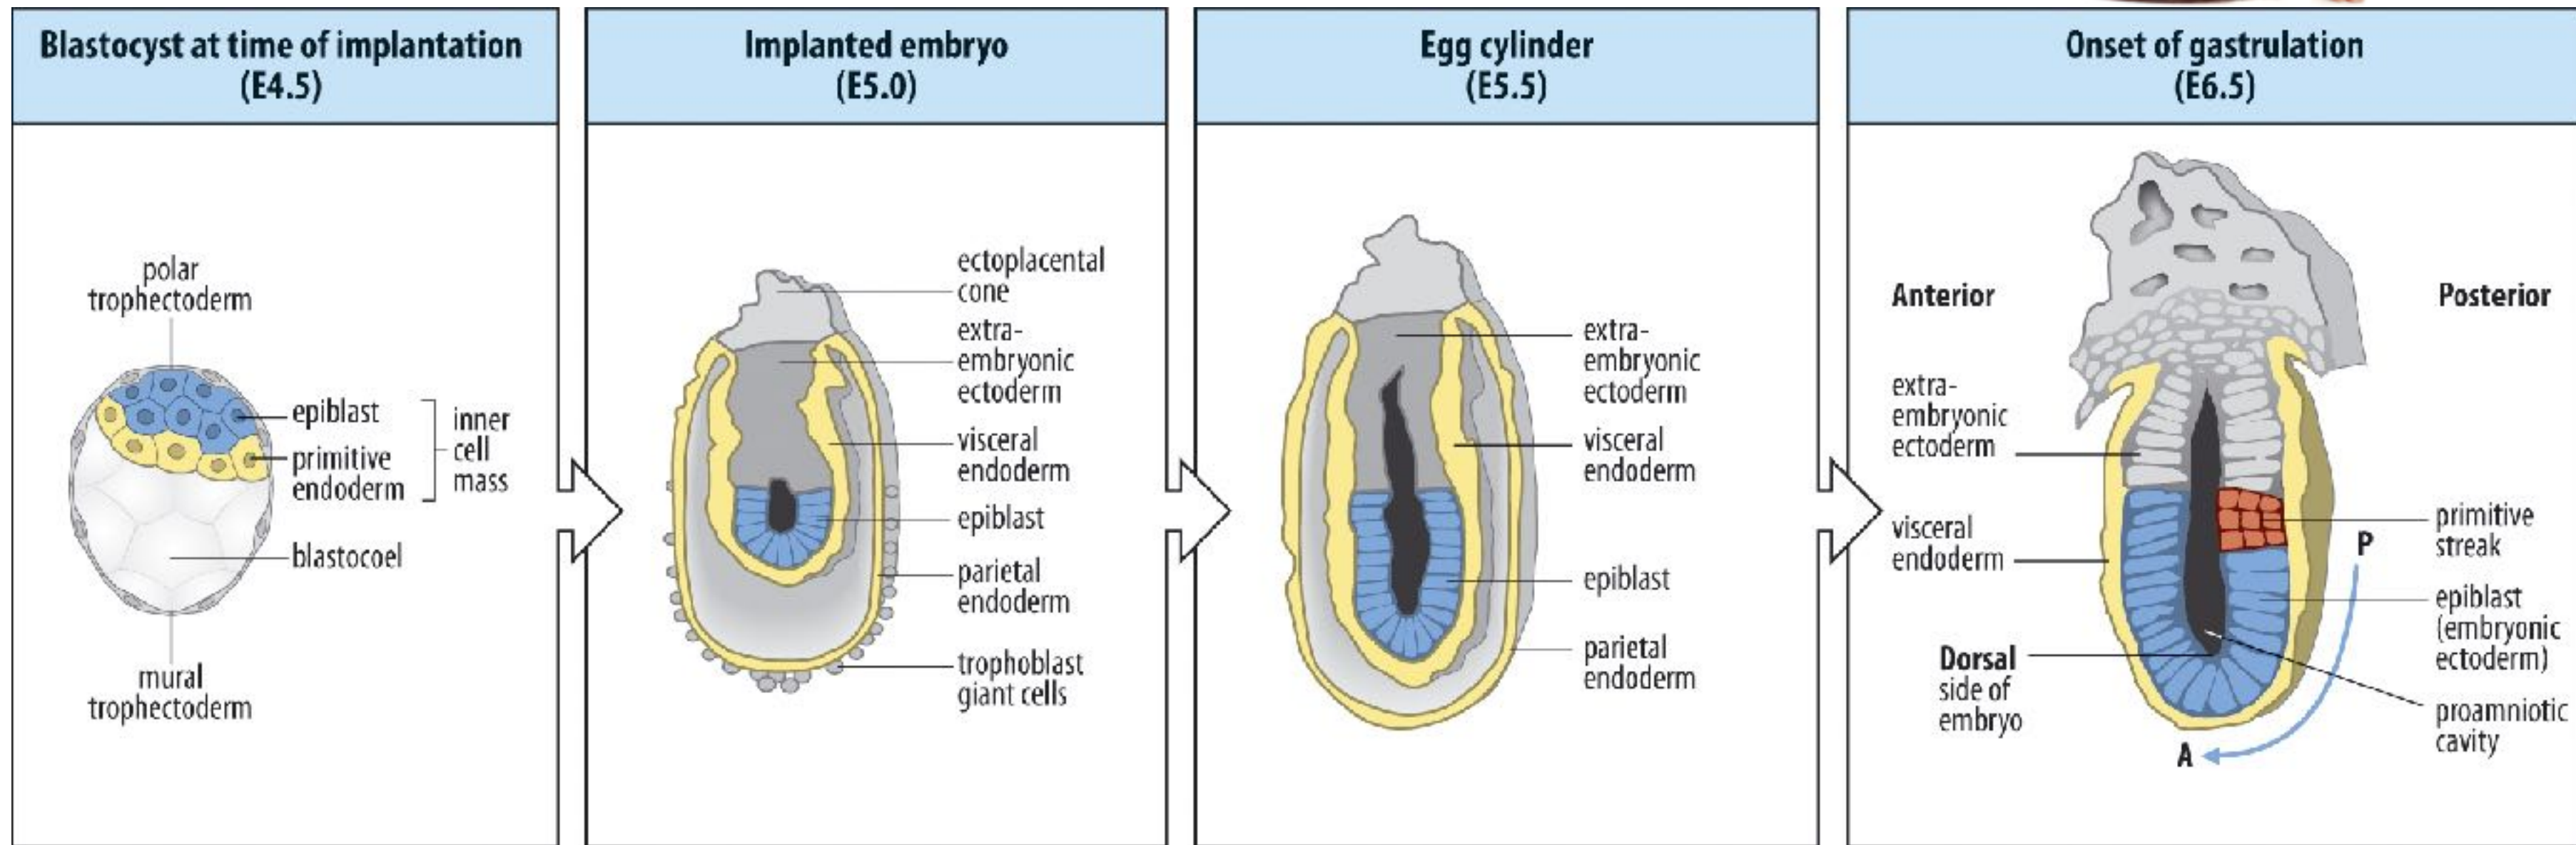 Blastocyst at time of implantation
(E4.5)
polar
trophectoderm
epiblast
primitive
endoderm
inner
cell
mass
blastocoel
mural
trophectoderm
Implanted embryo
(E5.0)
ectoplacental
cone
extra-
embryonic
ectoderm
visceral
endoderm
epiblast
parietal
endoderm
trophoblast
giant cells
Egg cylinder
(E5.5)
extra-
embryonic
ectoderm
visceral
endoderm
epiblast
parietal
endoderm
Onset of gastrulation
(E6.5)
Anterior
Posterior
extra-
embryonic
ectoderm
visceral
endoderm
Dorsal
side of
embryo
primitive
streak
P
epiblast
(embryonic
ectoderm)
proamniotic
cavity
A